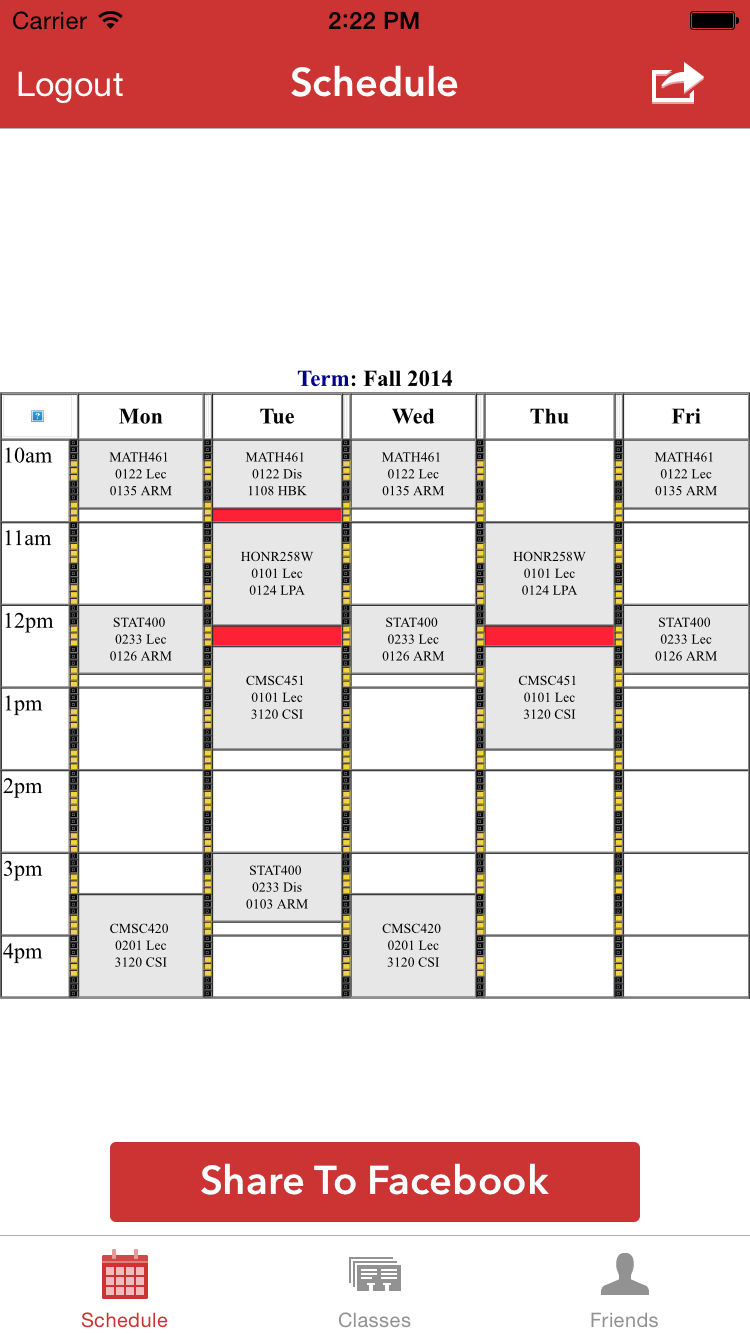 Carrier 2:22 PM
Logout Schedule
Term: Fall 2014
Mon Tue Wed Thu Fri
10am
MATH461
0122 Lec
0135 ARM
MATH461
0122 Dis
1108 HBK
MATH461
0122 Lec
0135 ARM
MATH461
0122 Lec
0135 ARM
11am
HONR258W
0101 Lec
0124 LPA
HONR258W
0101 Lec
0124 LPA
12pm
STAT400
0233 Lec
0126 ARM
STAT400
0233 Lec
0126 ARM
STAT400
0233 Lec
0126 ARM
CMSC451
0101 Lec
3120 CSI
CMSC451
0101 Lec
3120 CSI
1pm
2pm
3pm
STAT400
0233 Dis
0103 ARM
CMSC420
0201 Lec
3120 CSI
CMSC420
0201 Lec
3120 CSI
4pm
Share To Facebook
Schedule Classes Friends